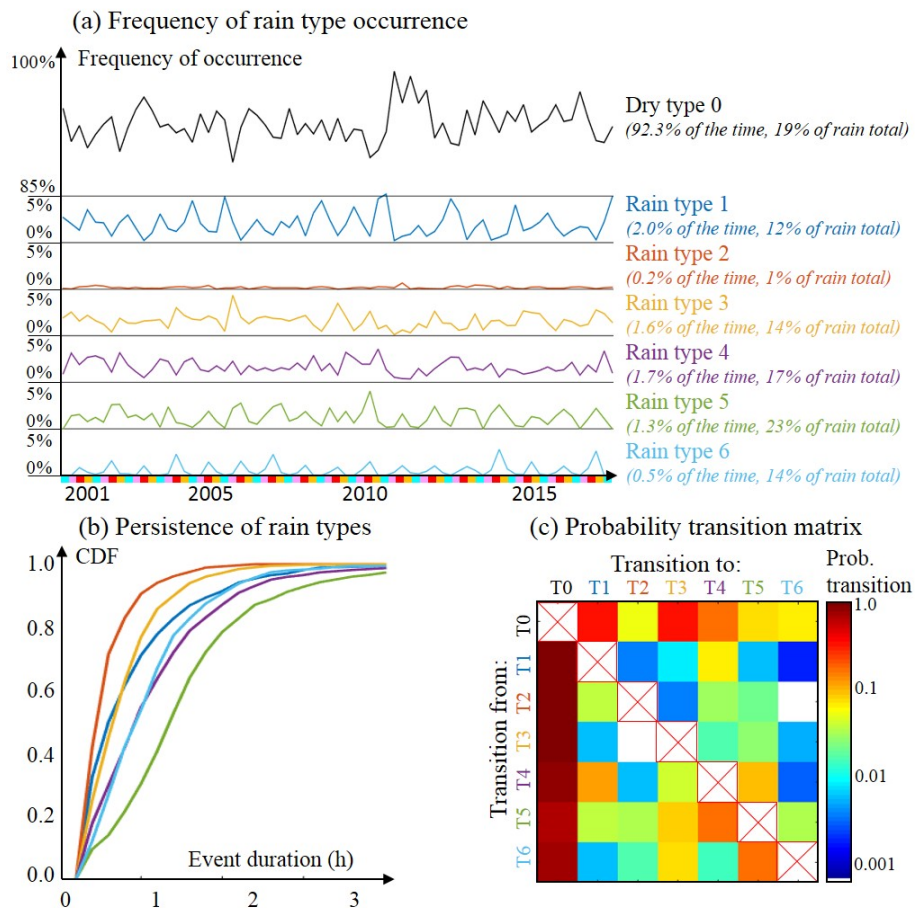 (a) Frequency of rain type occurrence
100%
Frequency of occurrence
Dry type 0
(92.3% of the time, 19% of rain total)
85%
5%
0%
Rain type 1
(2.0% of the time, 12% of rain total)
5%
0%
Rain type 2
(0.2% of the time, 1% of rain total)
5%
0%
Rain type 3
(1.6% of the time, 14% of rain total)
5%
0%
Rain type 4
(1.7% of the time, 17% of rain total)
5%
0%
Rain type 5
(1.3% of the time, 23% of rain total)
5%
0%
Rain type 6
(0.5% of the time, 14% of rain total)
2001 2005 2010 2015
(b) Persistence of rain types
CDF
1.0
0.8
0.6
0.4
0.2
0.0
Event duration (h)
0 1 2 3
(c) Probability transition matrix
Transition to:
T0 T1 T2 T3 T4 T5 T6
Transition from:
T0
T1
T2
T3
T4
T5
T6
Prob.
transition
1.0
0.1
0.01
0.001